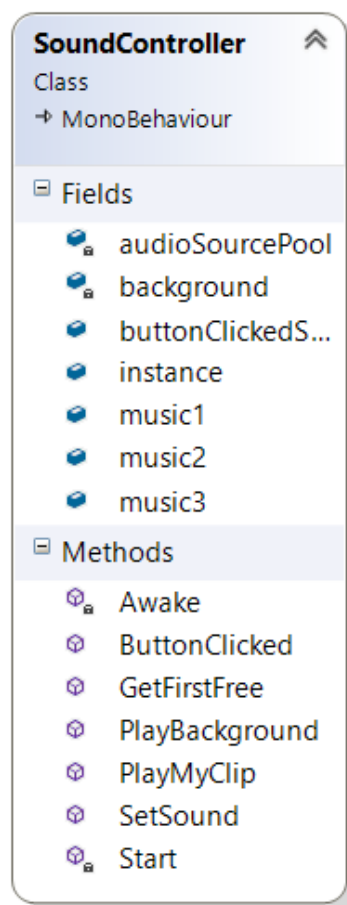 SoundController
Class
MonoBehaviour
Fields
audioSourcePool
background
buttonClickedS...
instance
music1
music2
music3
Methods
Awake
ButtonClicked
GetFirstFree
PlayBackground
PlayMyClip
SetSound
Start